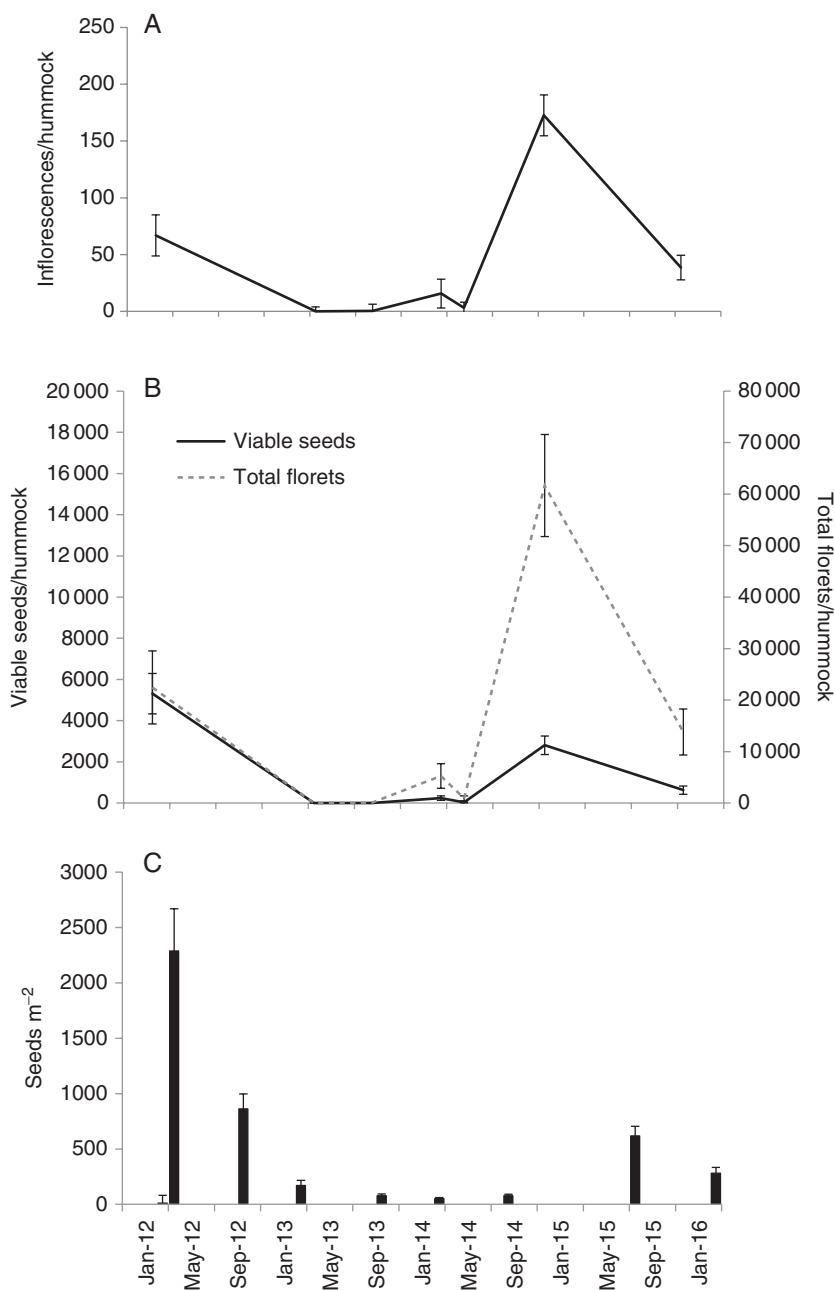 A
250
200
150
100
50
0
Inflorescences/hummock
B
20 000
18 000
16 000
14 000
12 000
10 000
8000
6000
4000
2000
0
Viable seeds/hummock
Viable seeds
Total florets
80 000
70 000
60 000
50 000
40 000
30 000
20 000
10 000
0
Total florets/hummock
C
3000
2500
2000
1500
1000
500
0
Seeds m⁻²
Jan-12
May-12
Sep-12
Jan-13
May-13
Sep-13
Jan-14
May-14
Sep-14
Jan-15
May-15
Sep-15
Jan-16